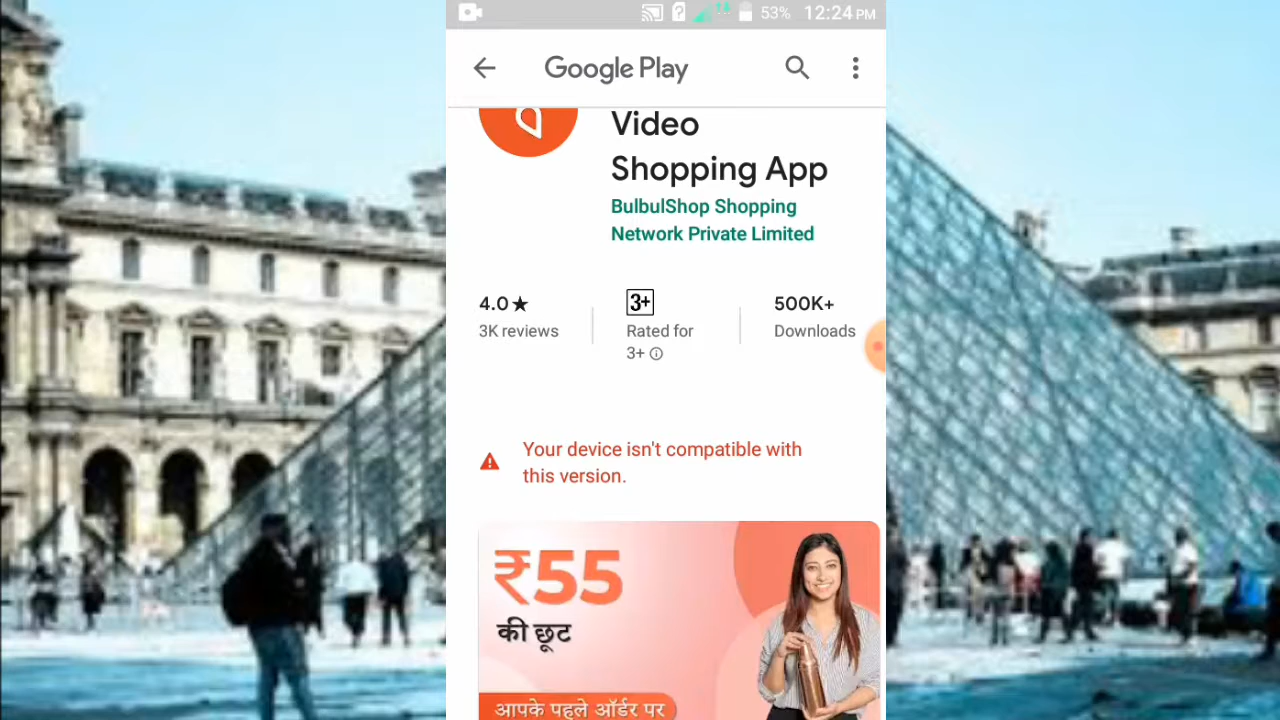 53% 12:24 PM
Google Play
Video
Shopping App
BulbulShop Shopping
Network Private Limited
4.0★ 3+ 500K+
3K reviews Rated for Downloads
3+
Your device isn't compatible with
this version.
₹55
की छूट
आपके पहले ऑर्डर पर